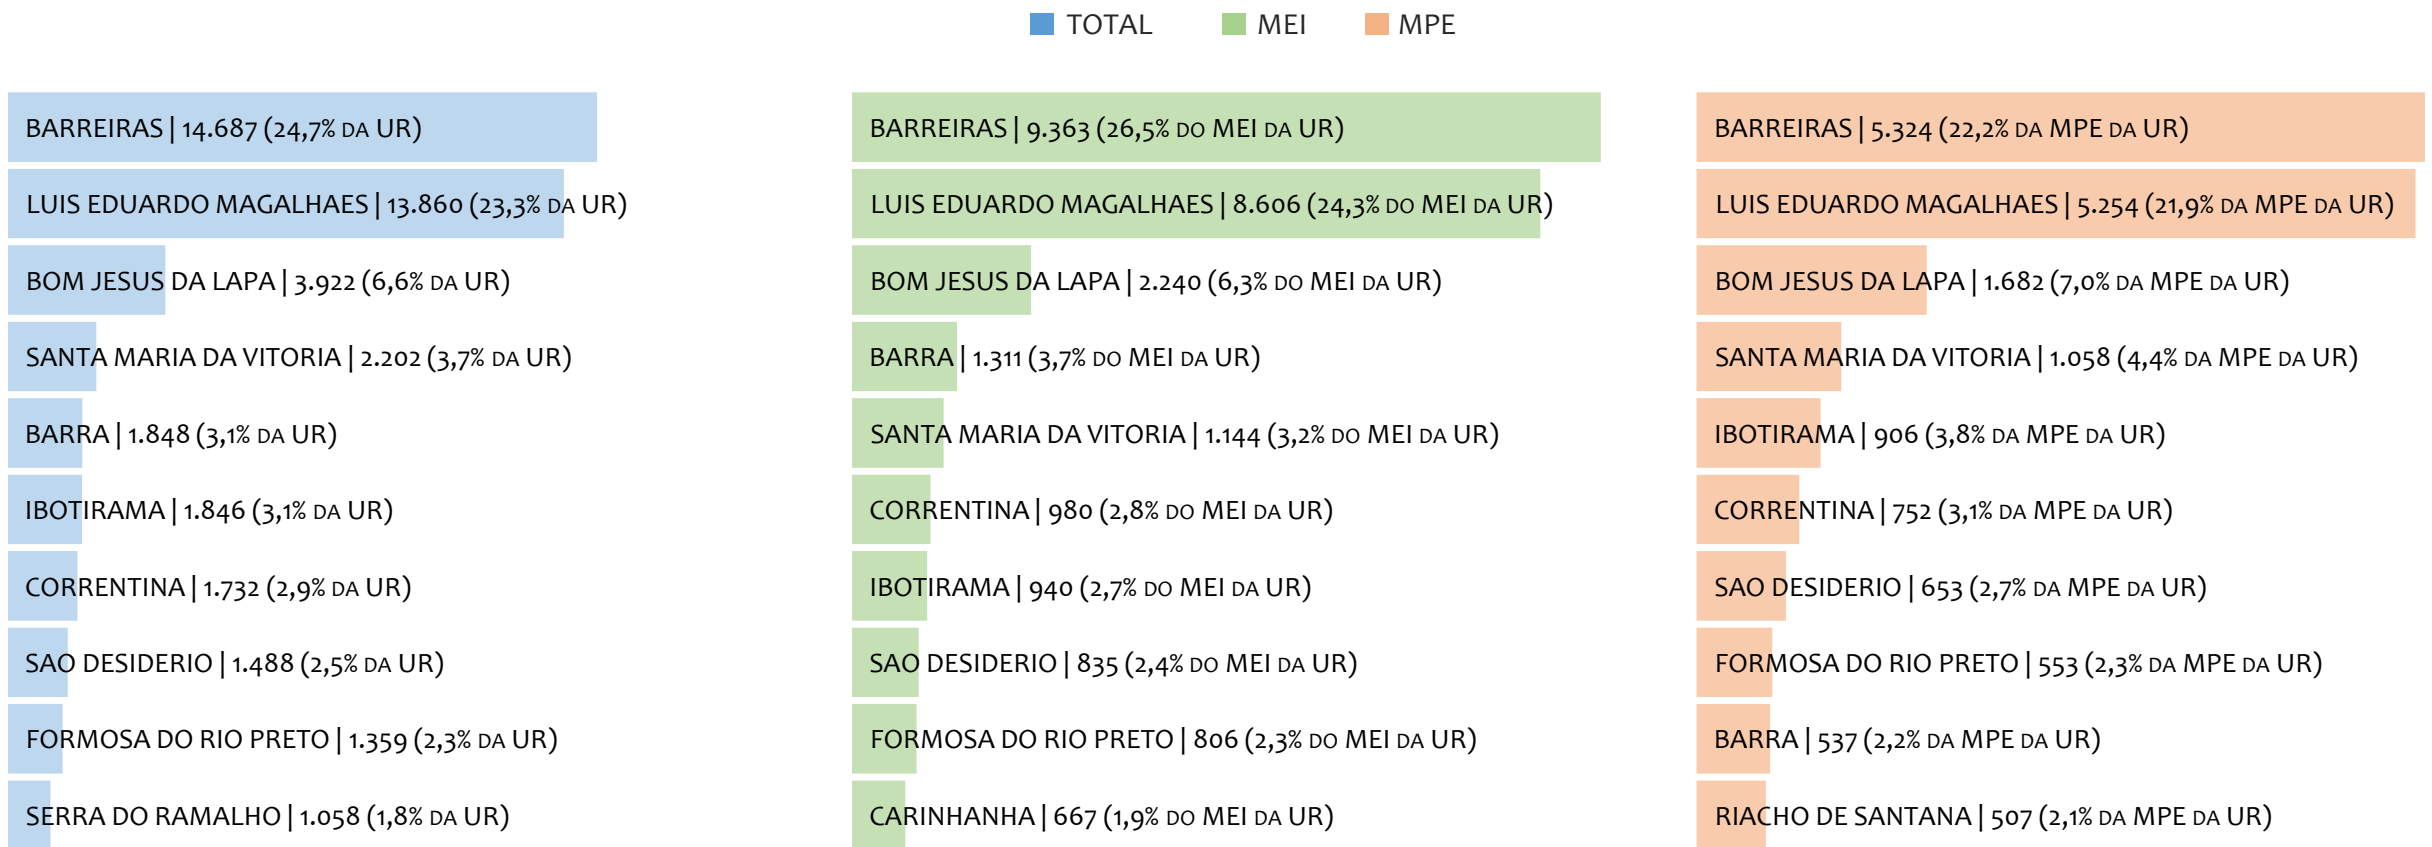 TOTAL MEI MPE
BARREIRAS | 14.687 (24,7% DA UR)
LUIS EDUARDO MAGALHAES | 13.860 (23,3% DA UR)
BOM JESUS DA LAPA | 3.922 (6,6% DA UR)
SANTA MARIA DA VITORIA | 2.202 (3,7% DA UR)
BARRA | 1.848 (3,1% DA UR)
IBOTIRAMA | 1.846 (3,1% DA UR)
CORRENTINA | 1.732 (2,9% DA UR)
SAO DESIDERIO | 1.488 (2,5% DA UR)
FORMOSA DO RIO PRETO | 1.359 (2,3% DA UR)
SERRA DO RAMALHO | 1.058 (1,8% DA UR)
BARREIRAS | 9.363 (26,5% DO MEI DA UR)
LUIS EDUARDO MAGALHAES | 8.606 (24,3% DO MEI DA UR)
BOM JESUS DA LAPA | 2.240 (6,3% DO MEI DA UR)
BARRA | 1.311 (3,7% DO MEI DA UR)
SANTA MARIA DA VITORIA | 1.144 (3,2% DO MEI DA UR)
CORRENTINA | 980 (2,8% DO MEI DA UR)
IBOTIRAMA | 940 (2,7% DO MEI DA UR)
SAO DESIDERIO | 835 (2,4% DO MEI DA UR)
FORMOSA DO RIO PRETO | 806 (2,3% DO MEI DA UR)
CARINHANHA | 667 (1,9% DO MEI DA UR)
BARREIRAS | 5.324 (22,2% DA MPE DA UR)
LUIS EDUARDO MAGALHAES | 5.254 (21,9% DA MPE DA UR)
BOM JESUS DA LAPA | 1.682 (7,0% DA MPE DA UR)
SANTA MARIA DA VITORIA | 1.058 (4,4% DA MPE DA UR)
IBOTIRAMA | 906 (3,8% DA MPE DA UR)
CORRENTINA | 752 (3,1% DA MPE DA UR)
SAO DESIDERIO | 653 (2,7% DA MPE DA UR)
FORMOSA DO RIO PRETO | 553 (2,3% DA MPE DA UR)
BARRA | 537 (2,2% DA MPE DA UR)
RIACHO DE SANTANA | 507 (2,1% DA MPE DA UR)